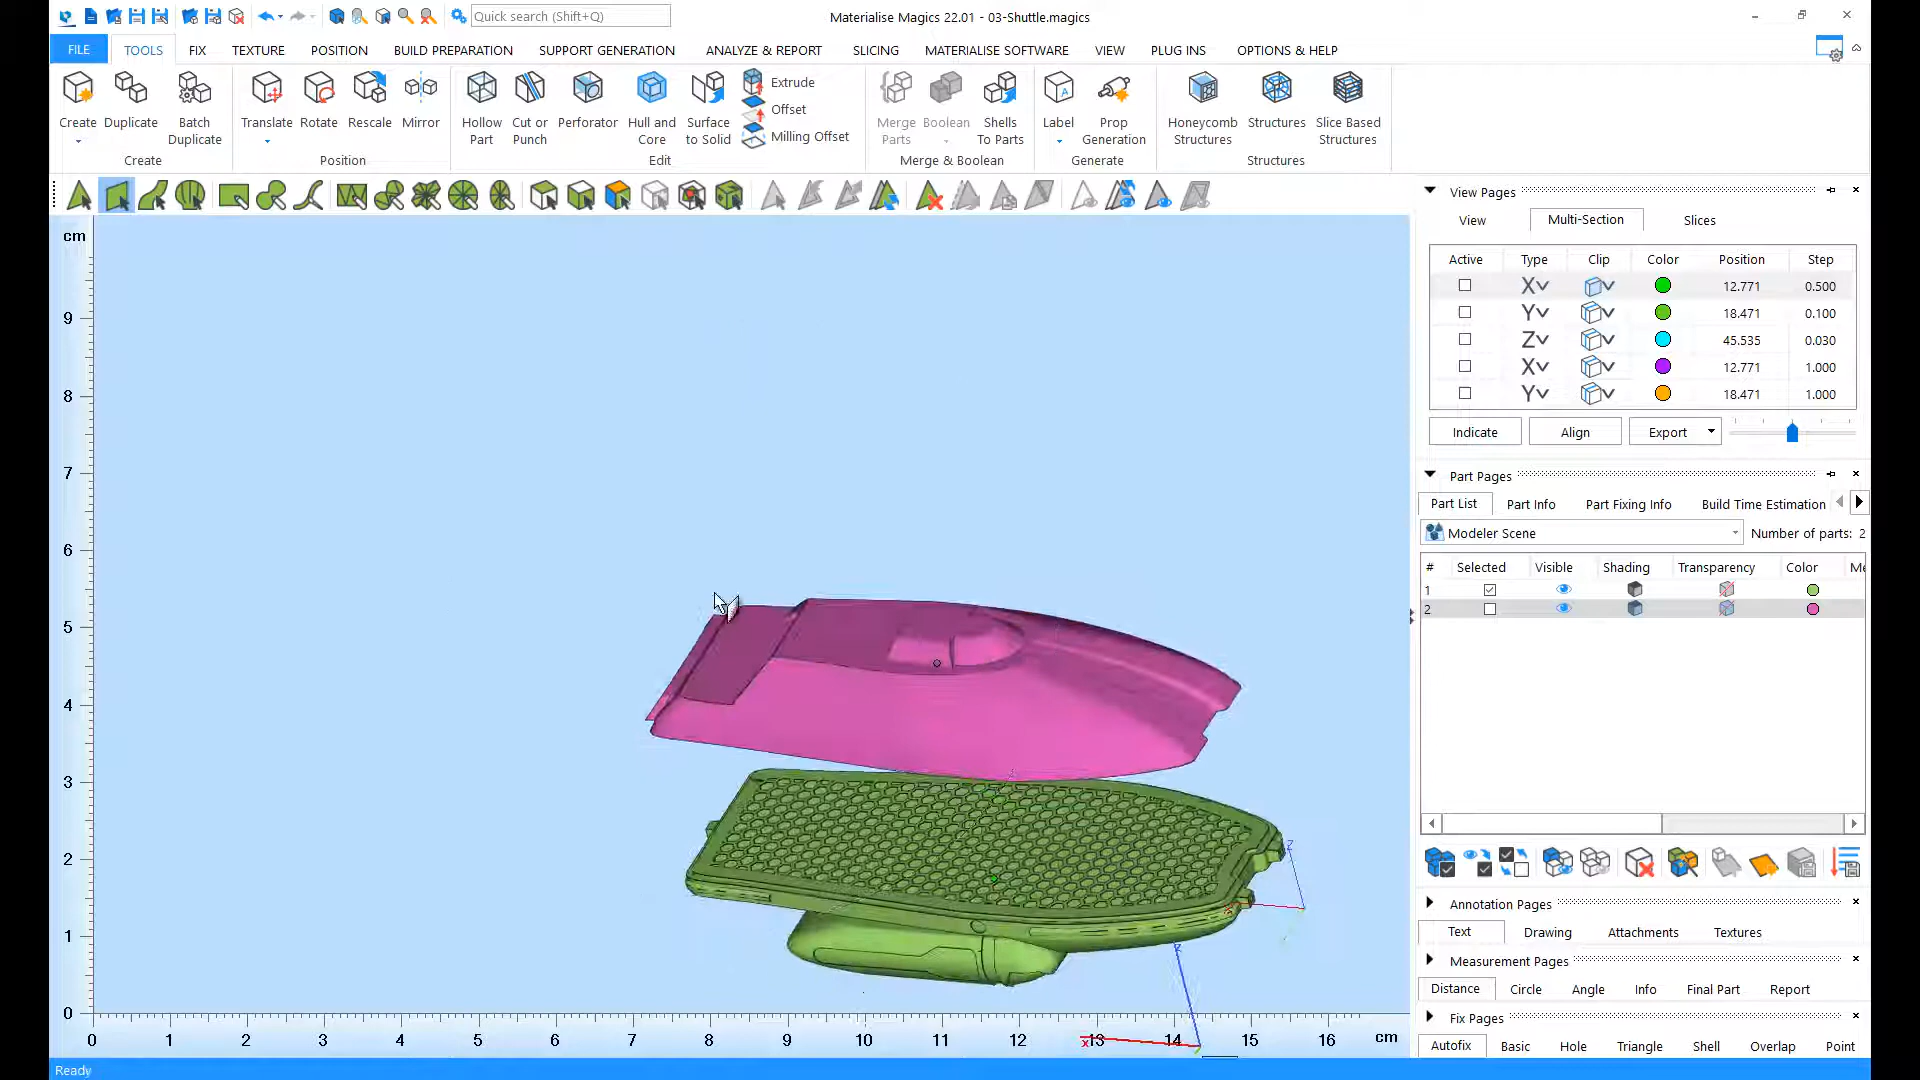 Quick search (Shift+Q)
Materialise Magics 22.01 - 03-Shuttle.magics
FILE TOOLS FIX TEXTURE POSITION BUILD PREPARATION SUPPORT GENERATION ANALYZE & REPORT SLICING MATERIALISE SOFTWARE VIEW PLUG INS OPTIONS & HELP
Create
Duplicate
Batch Duplicate
Create
Translate
Rotate
Rescale
Mirror
Position
Hollow Part
Cut or Punch
Perforator
Hull and Core
Surface to Solid
Extrude
Offset
Milling Offset
Edit
Merge Parts
Boolean
Shells To Parts
Merge & Boolean
Label
Prop Generation
Generate
Honeycomb Structures
Structures
Slice Based Structures
Structures
cm
9
8
7
6
5
4
3
2
1
0
0 1 2 3 4 5 6 7 8 9 10 11 12 13 14 15 16 cm
z
x
z
x
View Pages
View Multi-Section Slices
Active Type Clip Color Position Step
X 12.771 0.500
Y 18.471 0.100
Z 45.535 0.030
X 12.771 1.000
Y 18.471 1.000
Indicate Align Export
Part Pages
Part List Part Info Part Fixing Info Build Time Estimation
Modeler Scene Number of parts: 2
# Selected Visible Shading Transparency Color Me
1
2
Annotation Pages
Text Drawing Attachments Textures
Measurement Pages
Distance Circle Angle Info Final Part Report
Fix Pages
Autofix Basic Hole Triangle Shell Overlap Point
Ready